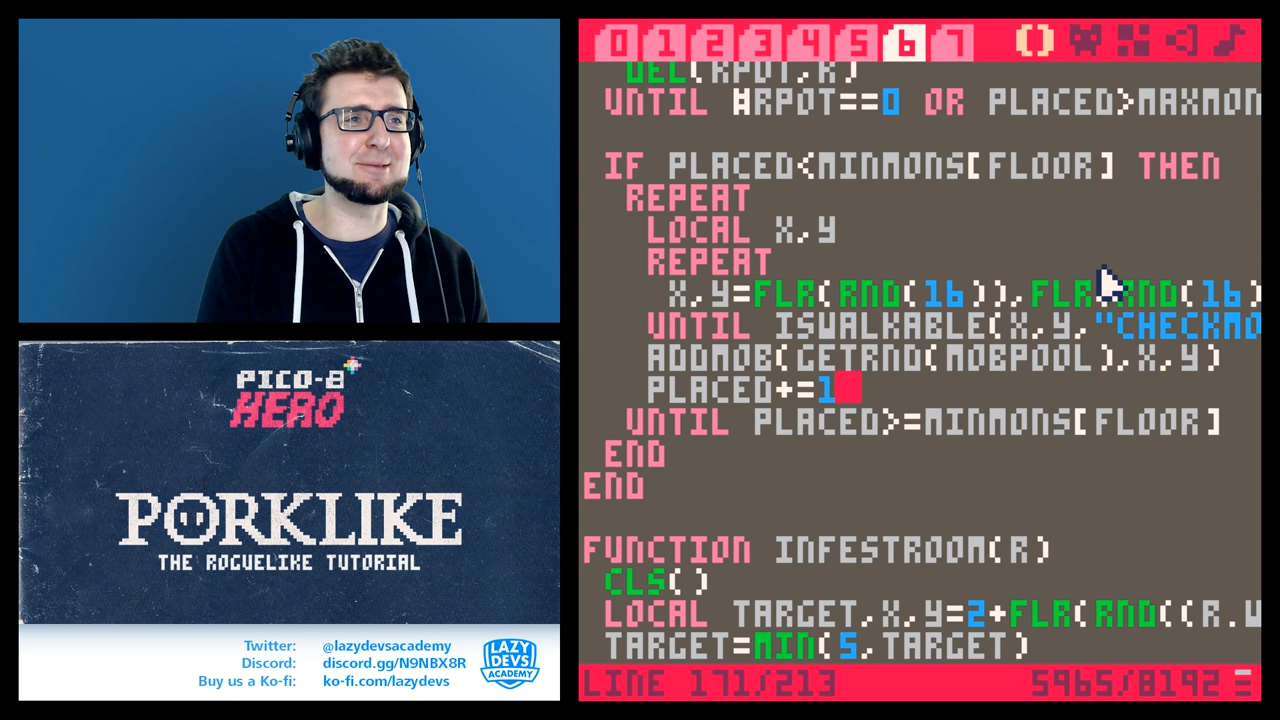 PICO-8
HERO
PORKLIKE
THE ROGUELIKE TUTORIAL
Twitter: @lazydevsacademy
Discord: discord.gg/N9NBX8R
Buy us a Ko-fi: ko-fi.com/lazydevs
LAZY
DEVS
ACADEMY
0 1 2 3 4 5 6 7
DEL(RPOT,R)
UNTIL #RPOT==0 OR PLACED>MAXMON
IF PLACED<MINMONS[FLOOR] THEN
REPEAT
LOCAL X,Y
REPEAT
X,Y=FLR(RND(16)),FLR(RND(16)
UNTIL ISWALKABLE(X,Y,"CHECKMO
ADDMOB(GETRND(MOBPOOL),X,Y)
PLACED+=1
UNTIL PLACED>=MINMONS[FLOOR]
END
END
FUNCTION INFESTROOM(R)
CLS()
LOCAL TARGET,X,Y=2+FLR(RND((R.W
TARGET=MIN(5,TARGET)
LINE 171/213 5965/8192